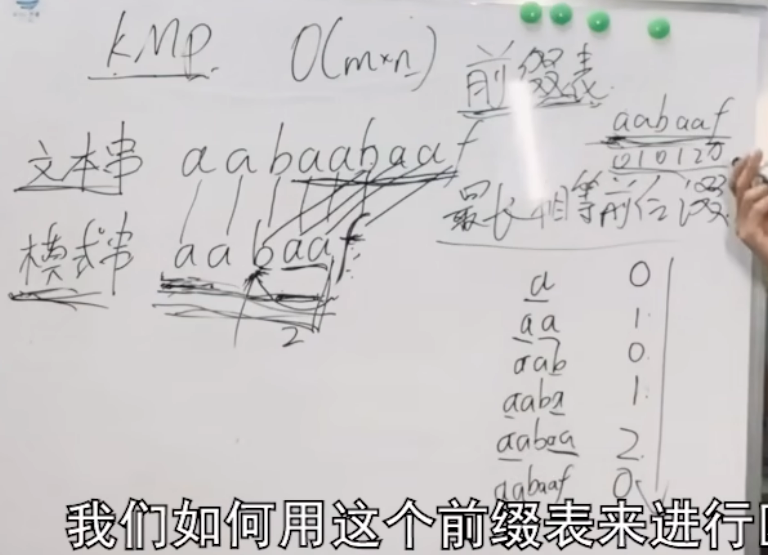 KMP O(m×n)
前缀表
aabaaf
010120
文本串 aabaabaaf
模式串 aabaaf
2
最长相等前后缀
a 0
aa 1
aab 0
aaba 1
aabaa 2
aabaaf 0
我们如何用这个前缀表来进行